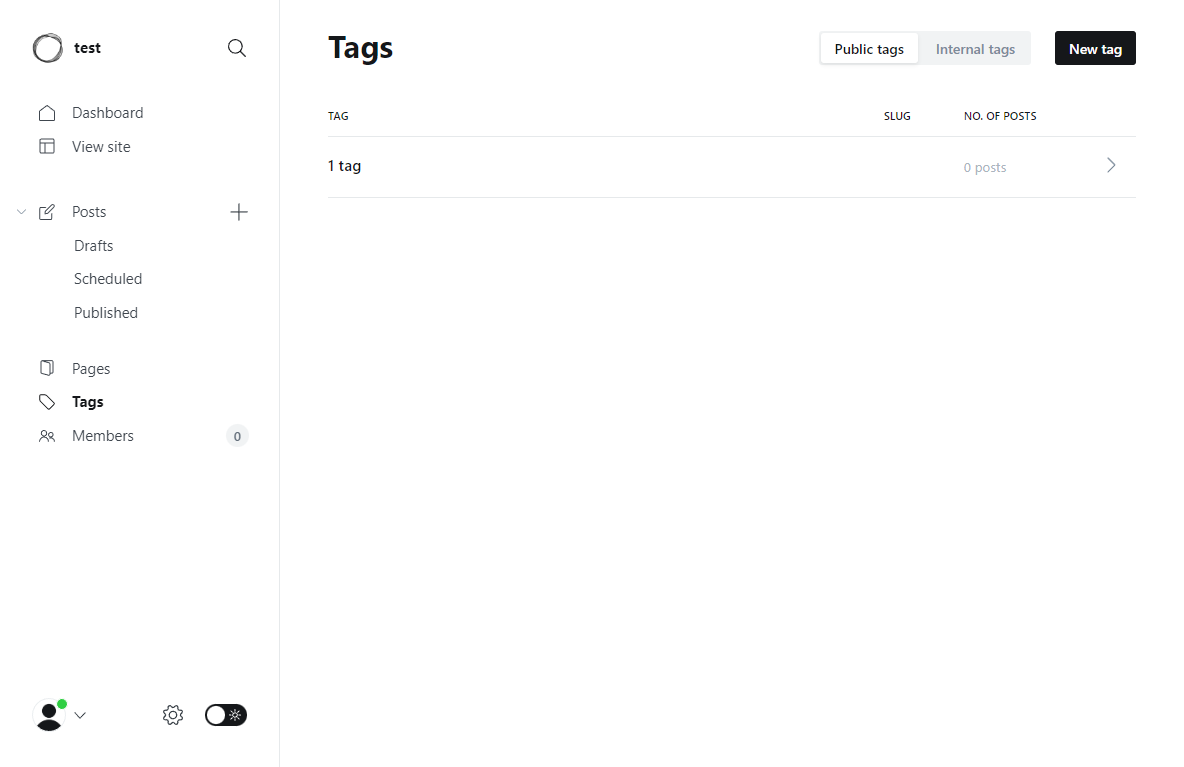 test
Dashboard
View site
Posts
Drafts
Scheduled
Published
Pages
Tags
Members 0
Tags
Public tags Internal tags New tag
TAG SLUG NO. OF POSTS
1 tag 0 posts